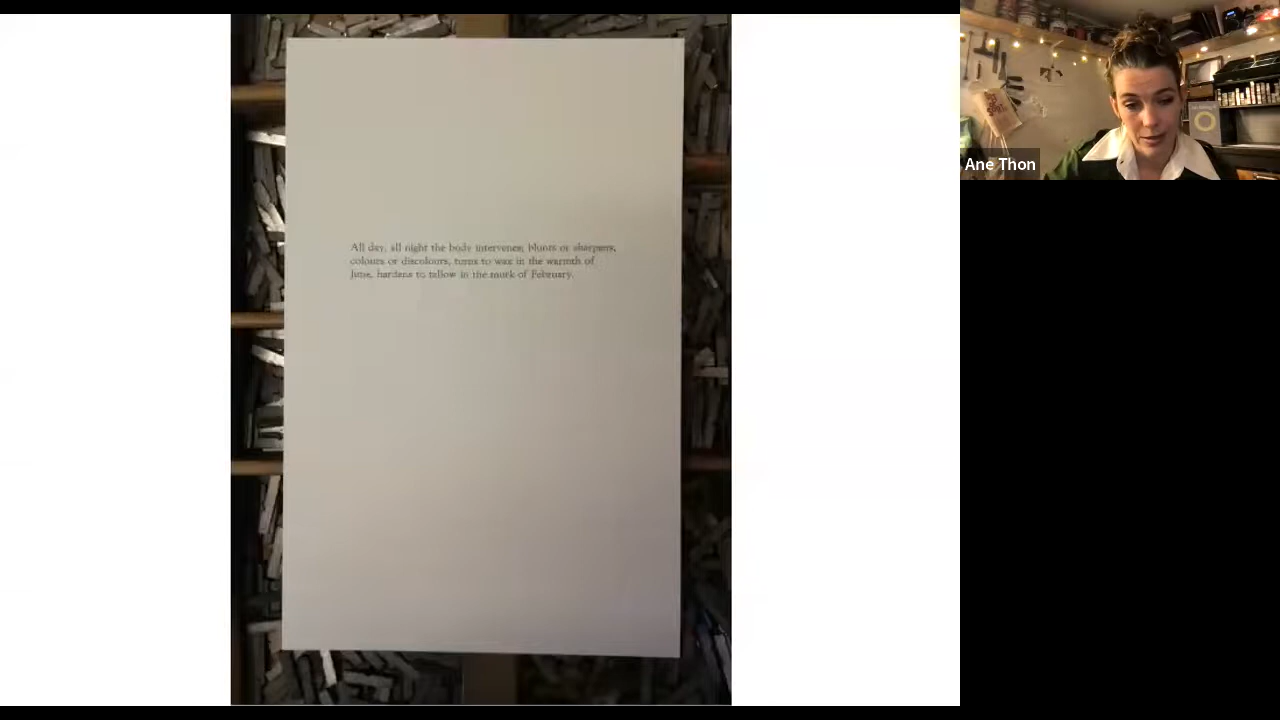 All day, all night the body intervenes, blunts or sharpens,
colours or discolours, turns to wax in the warmth of
June, hardens to tallow in the murk of February.
Ane Thon